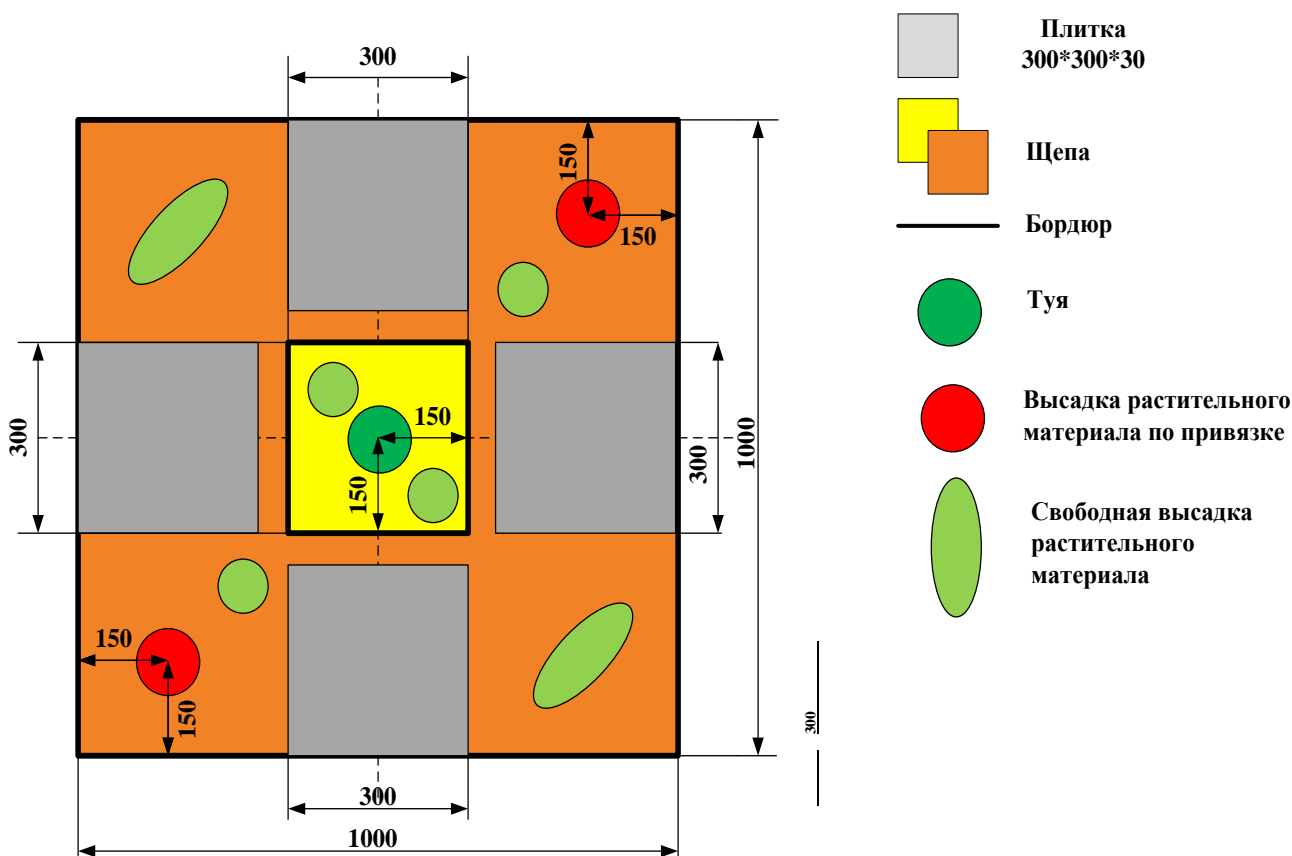 300
Плитка
300*300*30
150
150
Щепа
Бордюр
Туя
300
150
150
300
1000
Высадка растительного
материала по привязке
Свободная высадка
растительного
материала
150
150
300
300
1000